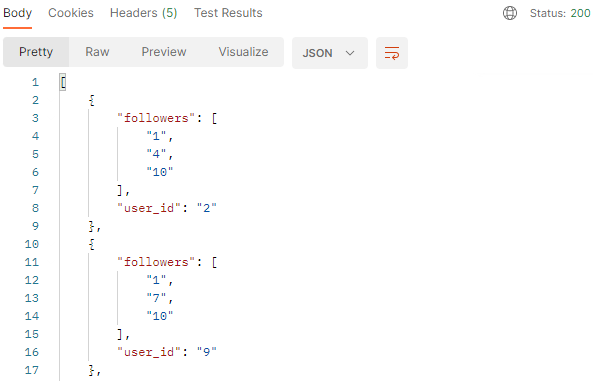 Body Cookies Headers (5) Test Results Status: 200
Pretty Raw Preview Visualize JSON
1 [
2 {
3 "followers": [
4 "1",
5 "4",
6 "10"
7 ],
8 "user_id": "2"
9 },
10 {
11 "followers": [
12 "1",
13 "7",
14 "10"
15 ],
16 "user_id": "9"
17 },